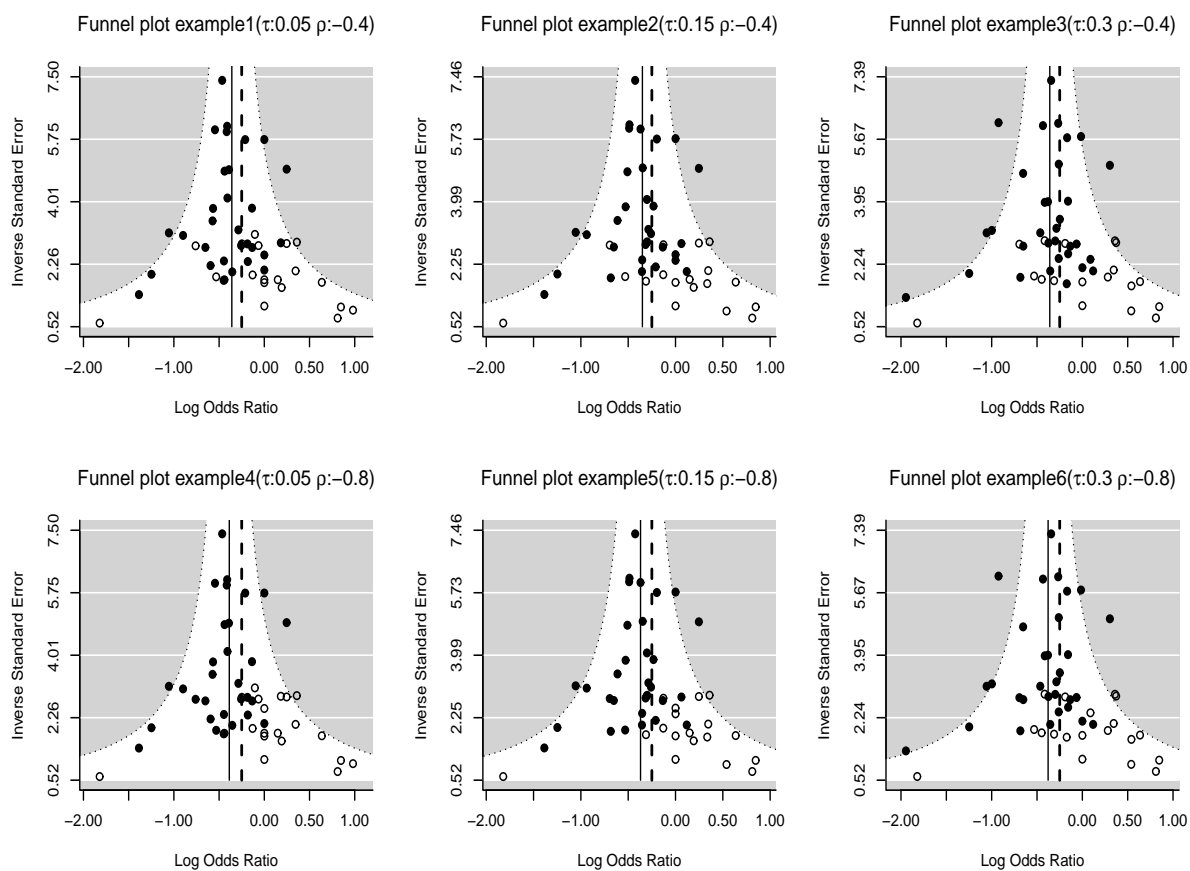 Funnel plot example1(τ:0.05 ρ:−0.4)
Inverse Standard Error
7.50
5.75
4.01
2.26
0.52
−2.00 −1.00 0.00 0.50 1.00
Log Odds Ratio
Funnel plot example2(τ:0.15 ρ:−0.4)
Inverse Standard Error
7.46
5.73
3.99
2.25
0.52
−2.00 −1.00 0.00 0.50 1.00
Log Odds Ratio
Funnel plot example3(τ:0.3 ρ:−0.4)
Inverse Standard Error
7.39
5.67
3.95
2.24
0.52
−2.00 −1.00 0.00 0.50 1.00
Log Odds Ratio
Funnel plot example4(τ:0.05 ρ:−0.8)
Inverse Standard Error
7.50
5.75
4.01
2.26
0.52
−2.00 −1.00 0.00 0.50 1.00
Log Odds Ratio
Funnel plot example5(τ:0.15 ρ:−0.8)
Inverse Standard Error
7.46
5.73
3.99
2.25
0.52
−2.00 −1.00 0.00 0.50 1.00
Log Odds Ratio
Funnel plot example6(τ:0.3 ρ:−0.8)
Inverse Standard Error
7.39
5.67
3.95
2.24
0.52
−2.00 −1.00 0.00 0.50 1.00
Log Odds Ratio